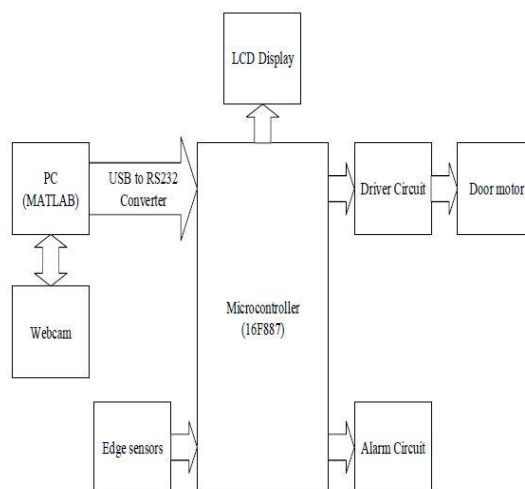 LCD Display
PC
(MATLAB)
USB to RS232
Converter
Driver Circuit
Door motor
Webcam
Microcontroller
(16F887)
Edge sensors
Alarm Circuit